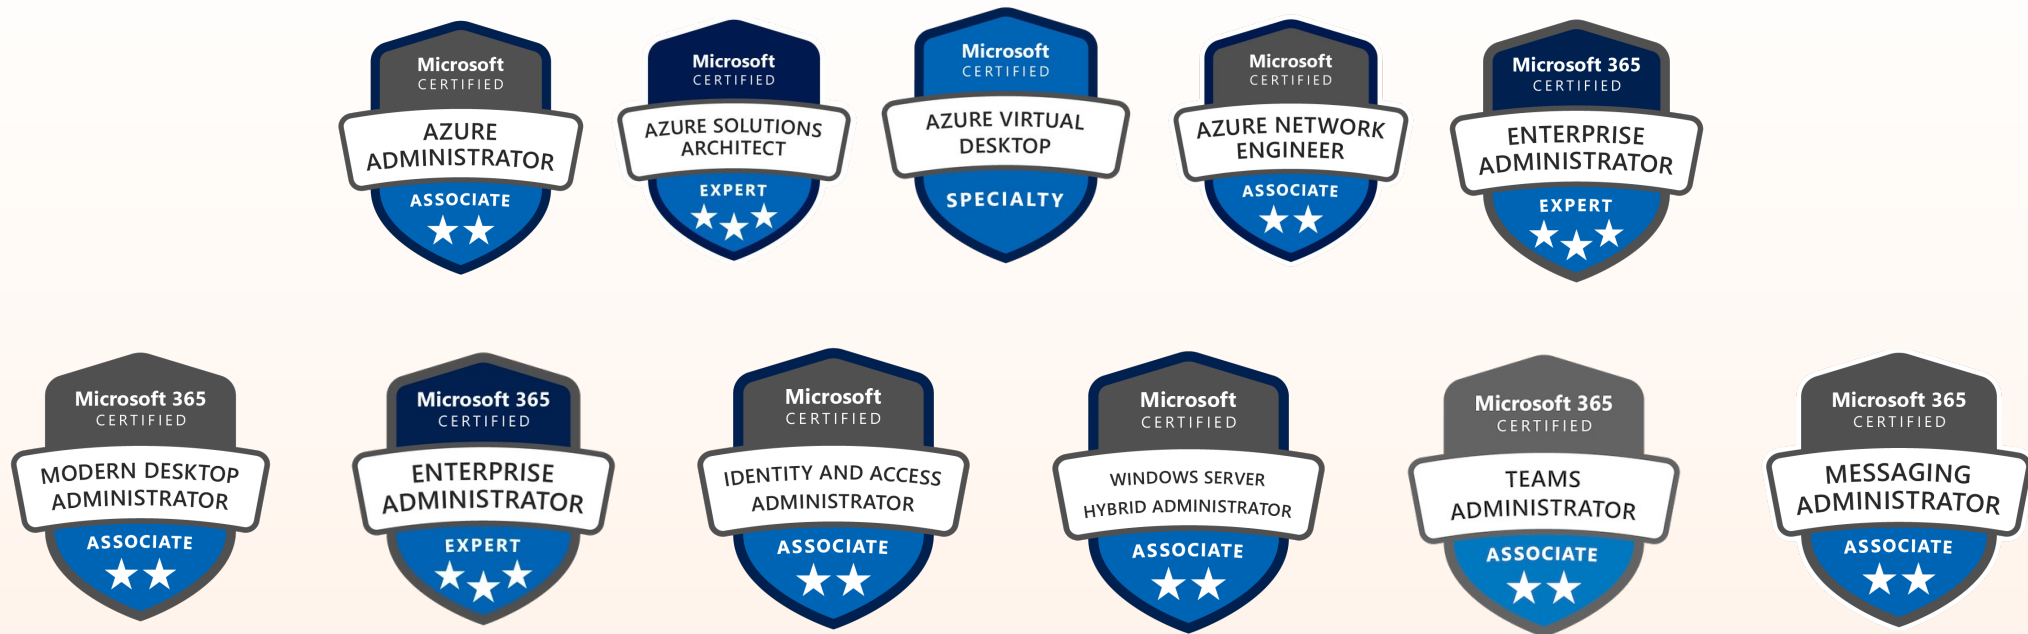 Microsoft
CERTIFIED
AZURE
ADMINISTRATOR
ASSOCIATE
Microsoft
CERTIFIED
AZURE SOLUTIONS
ARCHITECT
EXPERT
Microsoft
CERTIFIED
AZURE VIRTUAL
DESKTOP
SPECIALTY
Microsoft
CERTIFIED
AZURE NETWORK
ENGINEER
ASSOCIATE
Microsoft 365
CERTIFIED
ENTERPRISE
ADMINISTRATOR
EXPERT
Microsoft 365
CERTIFIED
MODERN DESKTOP
ADMINISTRATOR
ASSOCIATE
Microsoft 365
CERTIFIED
ENTERPRISE
ADMINISTRATOR
EXPERT
Microsoft
CERTIFIED
IDENTITY AND ACCESS
ADMINISTRATOR
ASSOCIATE
Microsoft
CERTIFIED
WINDOWS SERVER
HYBRID ADMINISTRATOR
ASSOCIATE
Microsoft 365
CERTIFIED
TEAMS
ADMINISTRATOR
ASSOCIATE
Microsoft 365
CERTIFIED
MESSAGING
ADMINISTRATOR
ASSOCIATE